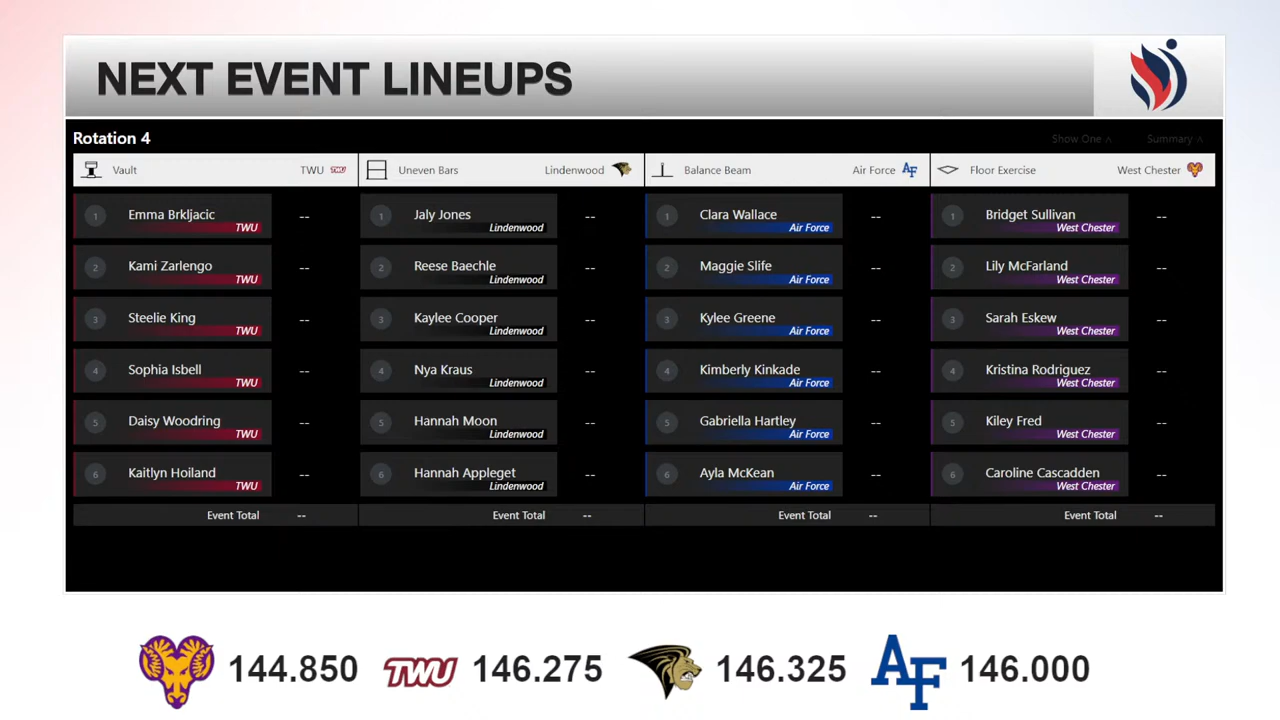 NEXT EVENT LINEUPS
Rotation 4
Show One ^ Summary ^
Vault TWU TWU
1 Emma Brkljacic TWU --
2 Kami Zarlengo TWU --
3 Steelie King TWU --
4 Sophia Isbell TWU --
5 Daisy Woodring TWU --
6 Kaitlyn Hoiland TWU --
Event Total --
Uneven Bars Lindenwood
1 Jaly Jones Lindenwood --
2 Reese Baechle Lindenwood --
3 Kaylee Cooper Lindenwood --
4 Nya Kraus Lindenwood --
5 Hannah Moon Lindenwood --
6 Hannah Appleget Lindenwood --
Event Total --
Balance Beam Air Force AF
1 Clara Wallace Air Force --
2 Maggie Slife Air Force --
3 Kylee Greene Air Force --
4 Kimberly Kinkade Air Force --
5 Gabriella Hartley Air Force --
6 Ayla McKean Air Force --
Event Total --
Floor Exercise West Chester
1 Bridget Sullivan West Chester --
2 Lily McFarland West Chester --
3 Sarah Eskew West Chester --
4 Kristina Rodriguez West Chester --
5 Kiley Fred West Chester --
6 Caroline Cascadden West Chester --
Event Total --
144.850 TWU 146.275 146.325 AF 146.000